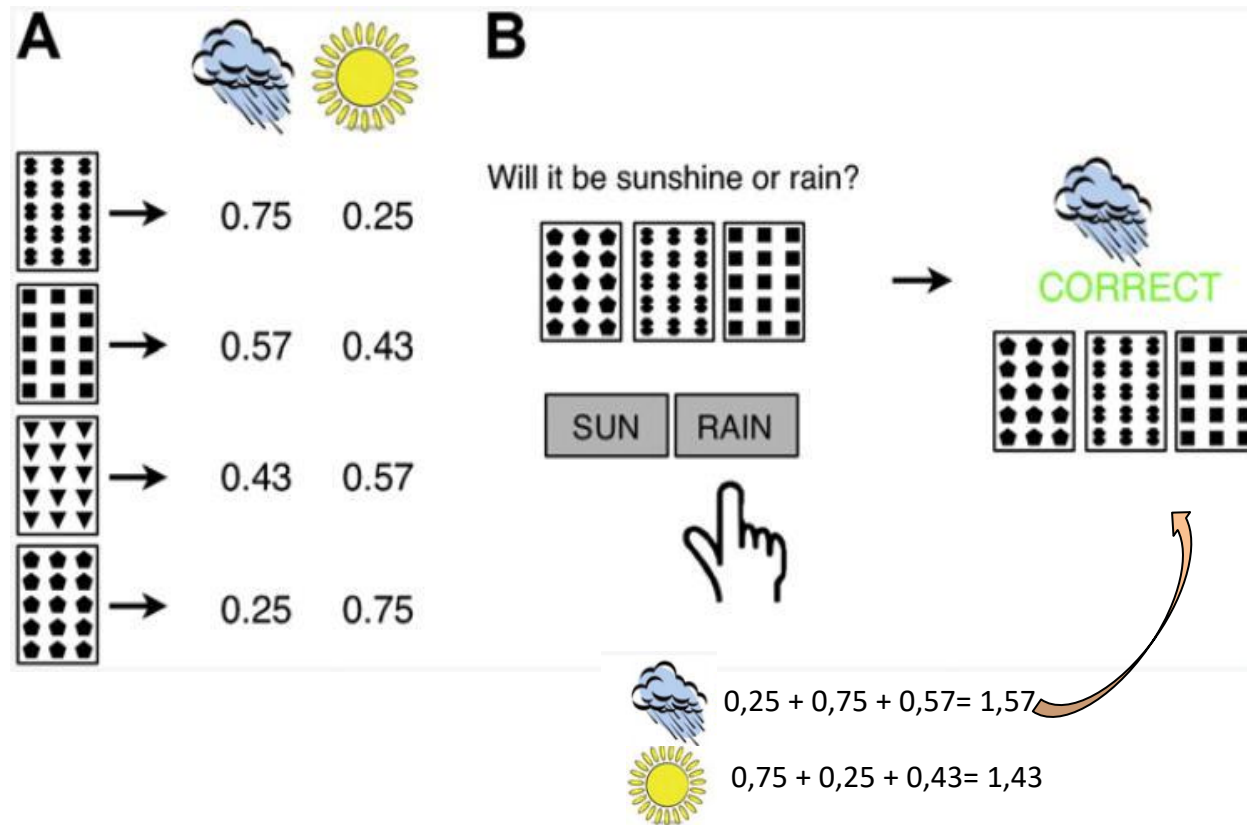 A
B
0.75 0.25
0.57 0.43
0.43 0.57
0.25 0.75
Will it be sunshine or rain?
SUN RAIN
CORRECT
0,25 + 0,75 + 0,57= 1,57
0,75 + 0,25 + 0,43= 1,43